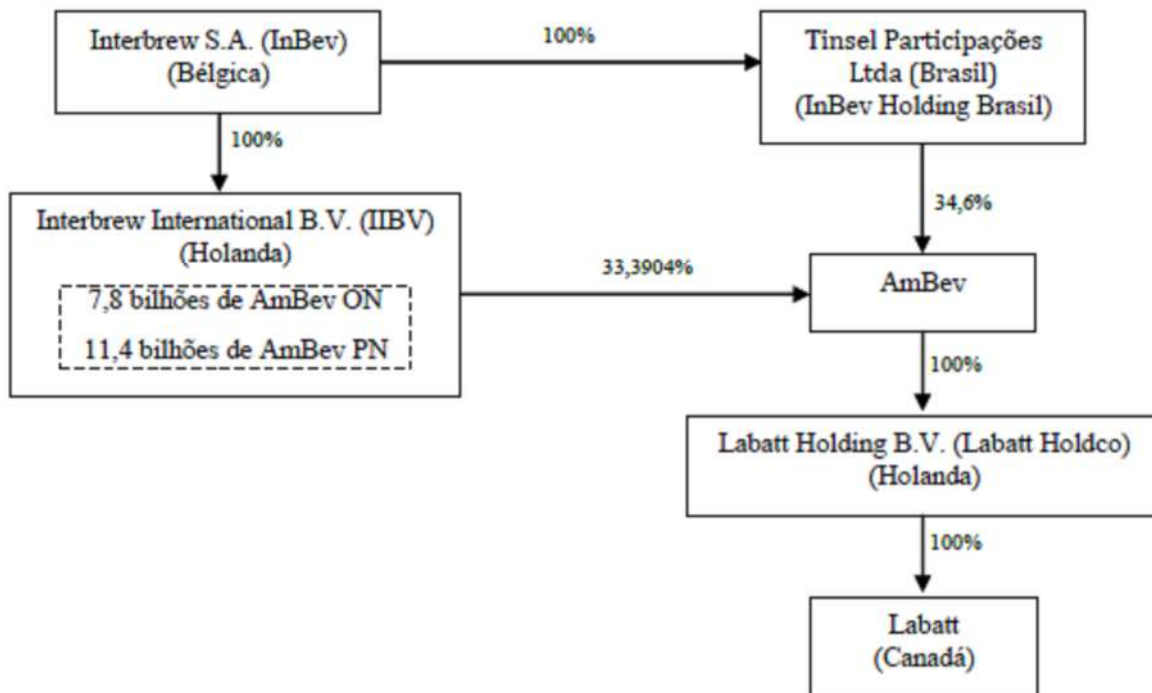 Interbrew S.A. (InBev)
(Bélgica)
100%
Tinsel Participações
Ltda (Brasil)
(InBev Holding Brasil)
100%
34,6%
Interbrew International B.V. (IIBV)
(Holanda)
7,8 bilhões de AmBev ON
11,4 bilhões de AmBev PN
33,3904%
AmBev
100%
Labatt Holding B.V. (Labatt Holdco)
(Holanda)
100%
Labatt
(Canadá)